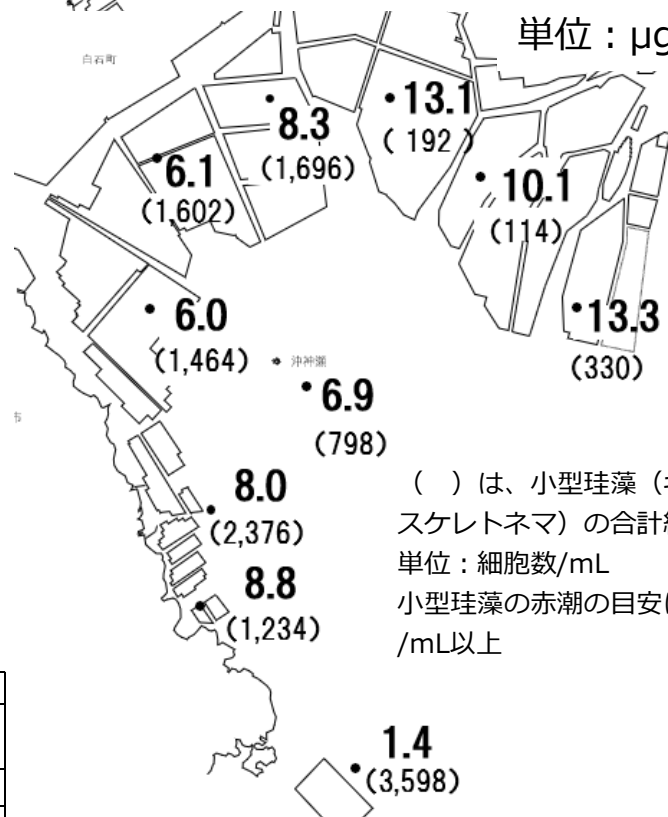 単位：μg
白石町
8.3
(1,696)
13.1
( 192 )
6.1
(1,602)
10.1
(114)
6.0
(1,464)
13.3
(330)
沖神瀬
6.9
(798)
市
8.0
(2,376)
（　）は、小型珪藻（
スケレトネマ）の合計
単位：細胞数/mL
小型珪藻の赤潮の目安
/mL以上
8.8
(1,234)
1.4
(3,598)